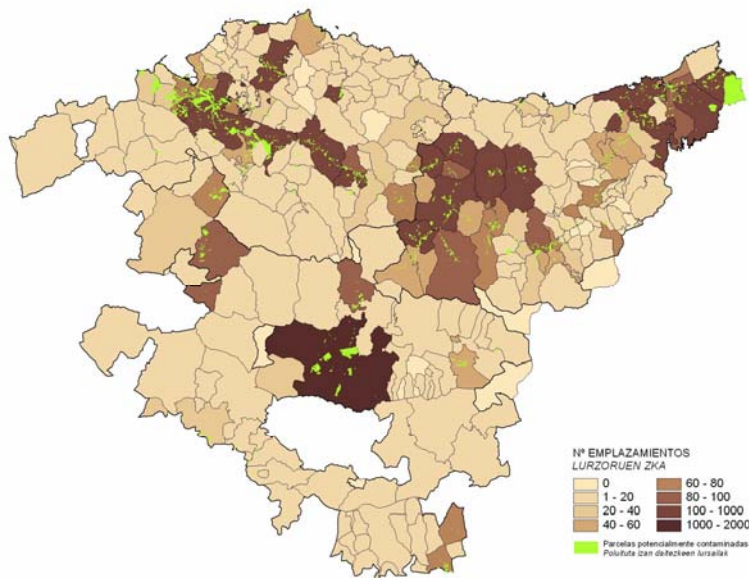 Nº EMPLAZAMIENTOS
LURZORUEN ZKA
0
1 - 20
20 - 40
40 - 60
60 - 80
80 - 100
100 - 1000
1000 - 2000
Parcelas potencialmente contaminadas
Poluituta izan daitezkeen lursailak